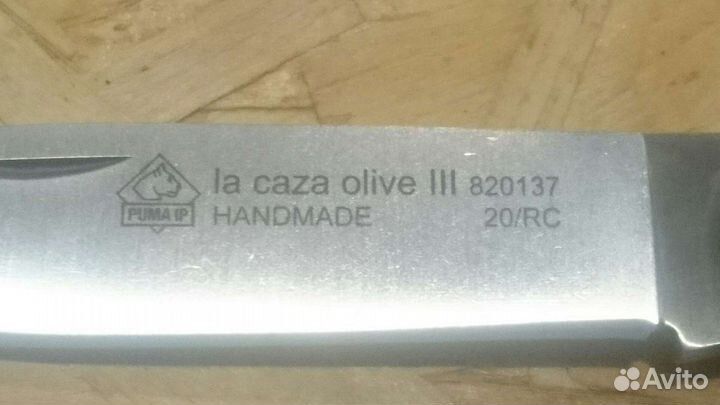 la caza olive III 820137
PUMA IP
HANDMADE 20/RC
Avito